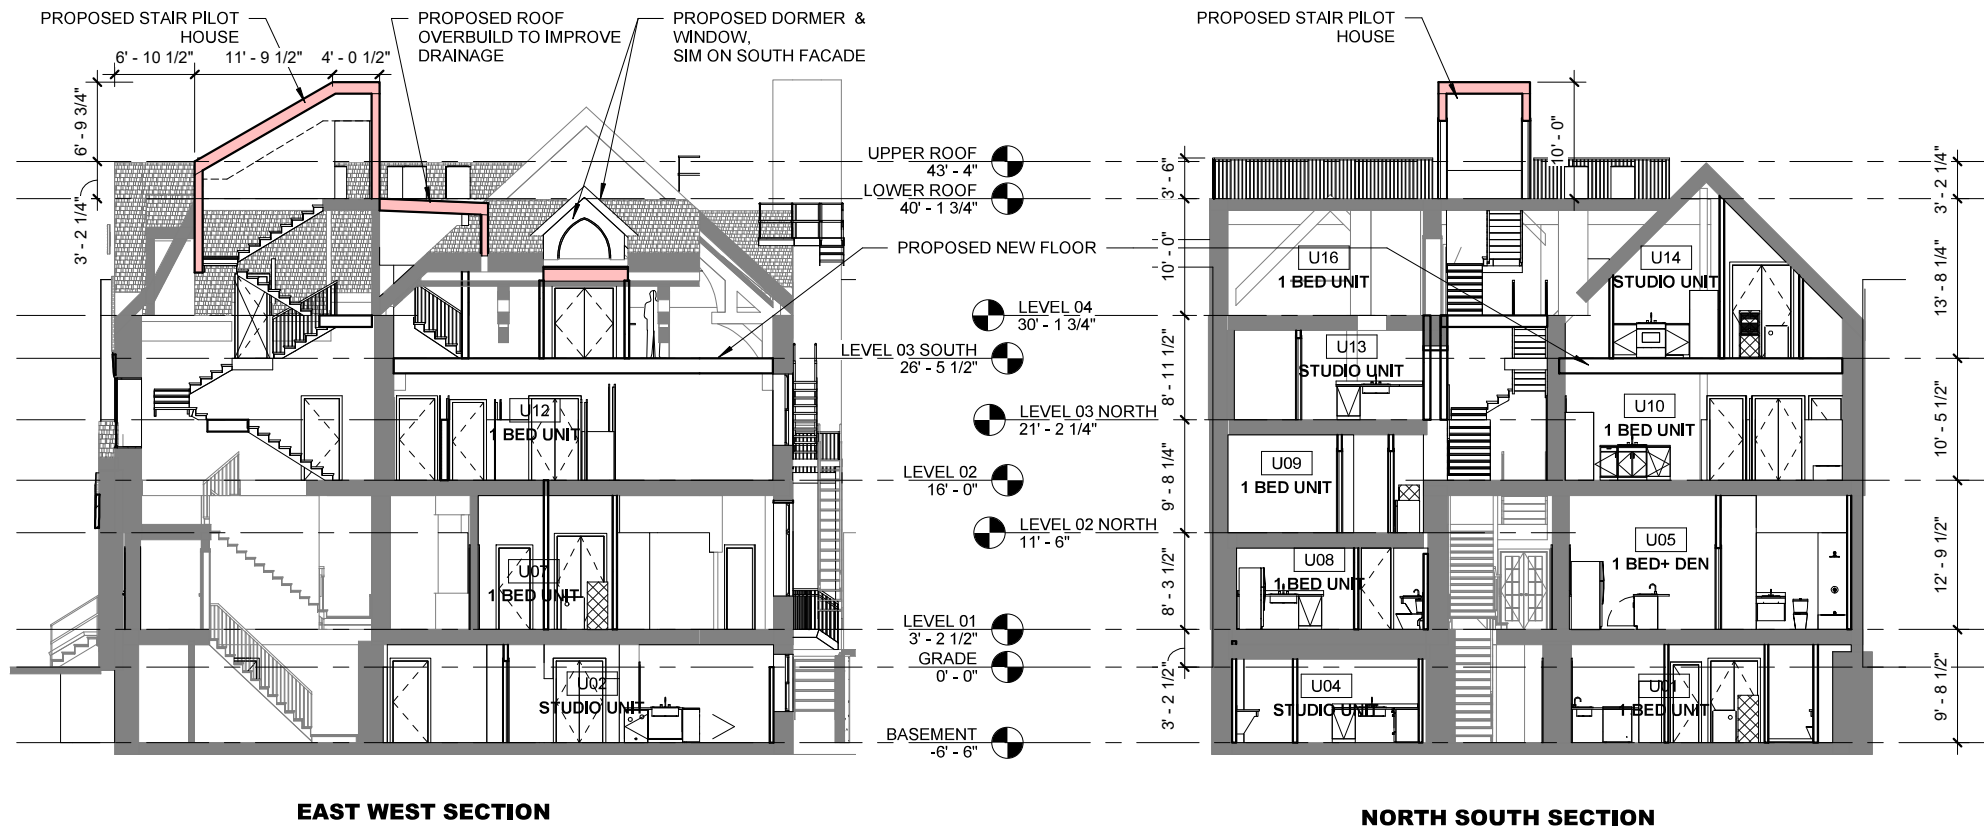 PROPOSED STAIR PILOT
HOUSE
PROPOSED ROOF
OVERBUILD TO IMPROVE
DRAINAGE
PROPOSED DORMER &
WINDOW,
SIM ON SOUTH FACADE
6' - 10 1/2"
11' - 9 1/2"
4' - 0 1/2"
6' - 9 3/4"
3' - 2 1/4"
U12
1 BED UNIT
U07
1 BED UNIT
U02
STUDIO UNIT
EAST WEST SECTION
UPPER ROOF
43' - 4"
LOWER ROOF
40' - 1 3/4"
PROPOSED NEW FLOOR
LEVEL 04
30' - 1 3/4"
LEVEL 03 SOUTH
26' - 5 1/2"
LEVEL 03 NORTH
21' - 2 1/4"
LEVEL 02
16' - 0"
LEVEL 02 NORTH
11' - 6"
LEVEL 01
3' - 2 1/2"
GRADE
0' - 0"
BASEMENT
-6' - 6"
PROPOSED STAIR PILOT
HOUSE
10' - 0"
3' - 6"
10' - 0"
8' - 11 1/2"
9' - 8 1/4"
8' - 3 1/2"
3' - 2 1/2"
U16
1 BED UNIT
U14
STUDIO UNIT
U13
STUDIO UNIT
U10
1 BED UNIT
U09
1 BED UNIT
U05
1 BED+ DEN
U08
1 BED UNIT
U04
STUDIO UNIT
U01
1 BED UNIT
3' - 2 1/4"
13' - 8 1/4"
10' - 5 1/2"
12' - 9 1/2"
9' - 8 1/2"
NORTH SOUTH SECTION